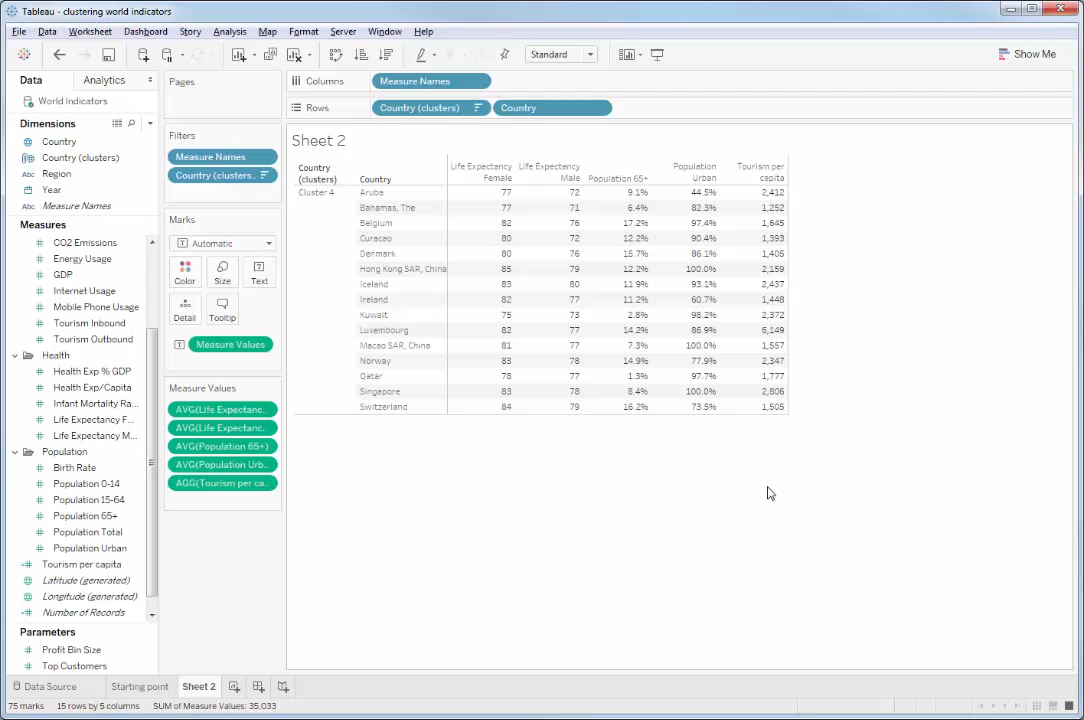 Tableau - clustering world indicators
File Data Worksheet Dashboard Story Analysis Map Format Server Window Help
Standard
Show Me
Data Analytics
World Indicators
Dimensions
Country
Country (clusters)
Region
Abc Year
Abc Measure Names
Measures
CO2 Emissions
Energy Usage
GDP
Internet Usage
Mobile Phone Usage
Tourism Inbound
Tourism Outbound
Health
Health Exp % GDP
Health Exp/Capita
Infant Mortality Ra...
Life Expectancy F...
Life Expectancy M...
Population
Birth Rate
Population 0-14
Population 15-64
Population 65+
Population Total
Population Urban
Tourism per capita
Latitude (generated)
Longitude (generated)
Number of Records
Parameters
Profit Bin Size
Top Customers
Pages
Filters
Measure Names
Country (clusters..
Marks
Automatic
Color Size Text
Detail Tooltip
Measure Values
Measure Values
AVG(Life Expectanc..
AVG(Life Expectanc..
AVG(Population 65+)
AVG(Population Urb..
AGG(Tourism per ca..
Columns Measure Names
Rows Country (clusters) Country
Sheet 2
Country (clusters) Country Life Expectancy Female Life Expectancy Male Population 65+ Population Urban Tourism per capita
Cluster 4 Aruba 77 72 9.1% 44.5% 2,412
Bahamas, The 77 71 6.4% 82.3% 1,252
Belgium 82 76 17.2% 97.4% 1,645
Curacao 80 72 12.2% 90.4% 1,393
Denmark 80 76 15.7% 86.1% 1,405
Hong Kong SAR, China 85 79 12.2% 100.0% 2,159
Iceland 83 80 11.9% 93.1% 2,437
Ireland 82 77 11.2% 60.7% 1,448
Kuwait 75 73 2.8% 98.2% 2,372
Luxembourg 82 77 14.2% 86.9% 6,149
Macao SAR, China 81 77 7.3% 100.0% 1,557
Norway 83 78 14.9% 77.9% 2,347
Qatar 78 77 1.3% 97.7% 1,777
Singapore 83 78 8.4% 100.0% 2,806
Switzerland 84 79 16.2% 73.5% 1,505
Data Source Starting point Sheet 2
75 marks 15 rows by 5 columns SUM of Measure Values: 35,033